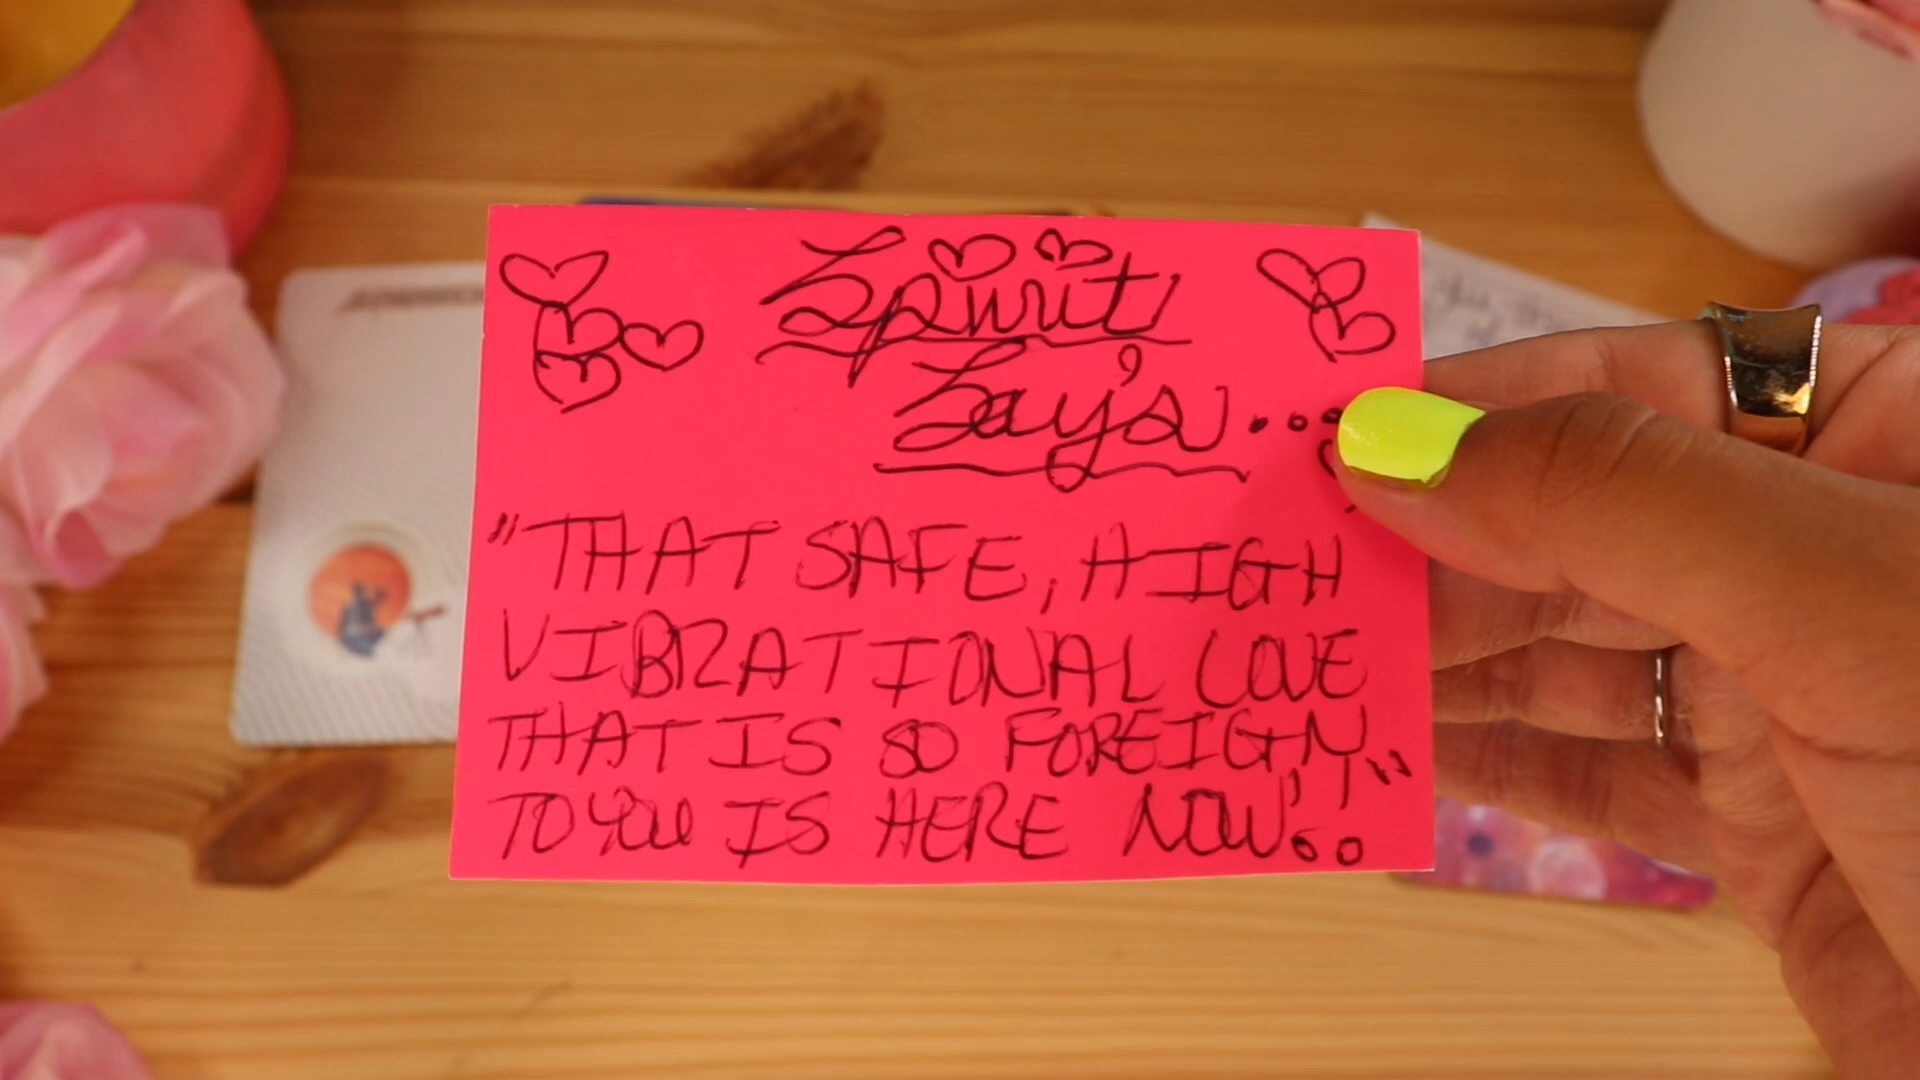 Spirit
Say's...
"THAT SAFE, HIGH
VIBRATIONAL LOVE
THAT IS SO FOREIGN
TO YOU IS HERE NOW!!"